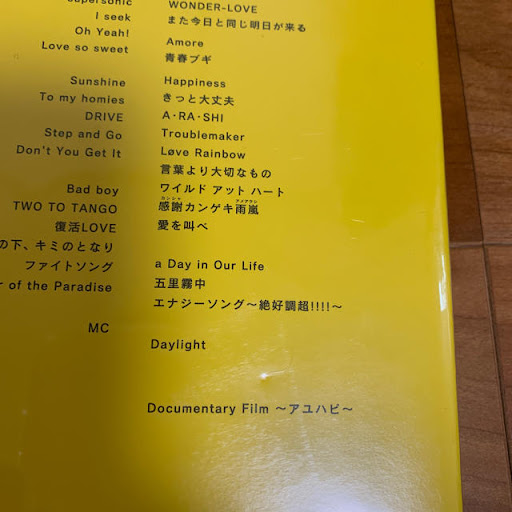 supersonic
I seek
Oh Yeah!
Love so sweet
Sunshine
To my homies
DRIVE
Step and Go
Don't You Get It
Bad boy
TWO TO TANGO
復活LOVE
の下、キミのとなり
ファイトソング
of the Paradise
MC
WONDER-LOVE
また今日と同じ明日が来る
Amore
青春ブギ
Happiness
きっと大丈夫
A・RA・SHI
Troublemaker
Løve Rainbow
言葉より大切なもの
ワイルド アット ハート
感謝カンゲキ雨嵐
愛を叫べ
a Day in Our Life
五里霧中
エナジーソング〜絶好調超!!!!〜
Daylight
Documentary Film 〜アユハピ〜